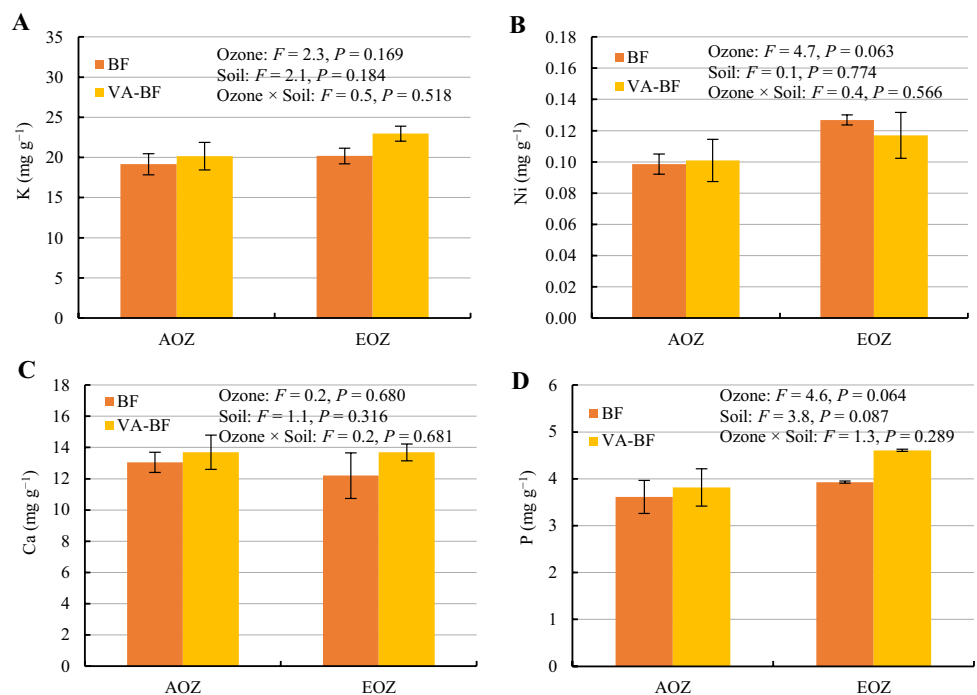 A
K (mg g⁻¹)
35
30
25
20
15
10
5
0
BF
VA-BF
Ozone: F = 2.3, P = 0.169
Soil: F = 2.1, P = 0.184
Ozone × Soil: F = 0.5, P = 0.518
AOZ
EOZ
B
Ni (mg g⁻¹)
0.18
0.16
0.14
0.12
0.10
0.08
0.06
0.04
0.02
0.00
BF
VA-BF
Ozone: F = 4.7, P = 0.063
Soil: F = 0.1, P = 0.774
Ozone × Soil: F = 0.4, P = 0.566
AOZ
EOZ
C
Ca (mg g⁻¹)
18
16
14
12
10
8
6
4
2
0
BF
VA-BF
Ozone: F = 0.2, P = 0.680
Soil: F = 1.1, P = 0.316
Ozone × Soil: F = 0.2, P = 0.681
AOZ
EOZ
D
P (mg g⁻¹)
6
5
4
3
2
1
0
BF
VA-BF
Ozone: F = 4.6, P = 0.064
Soil: F = 3.8, P = 0.087
Ozone × Soil: F = 1.3, P = 0.289
AOZ
EOZ